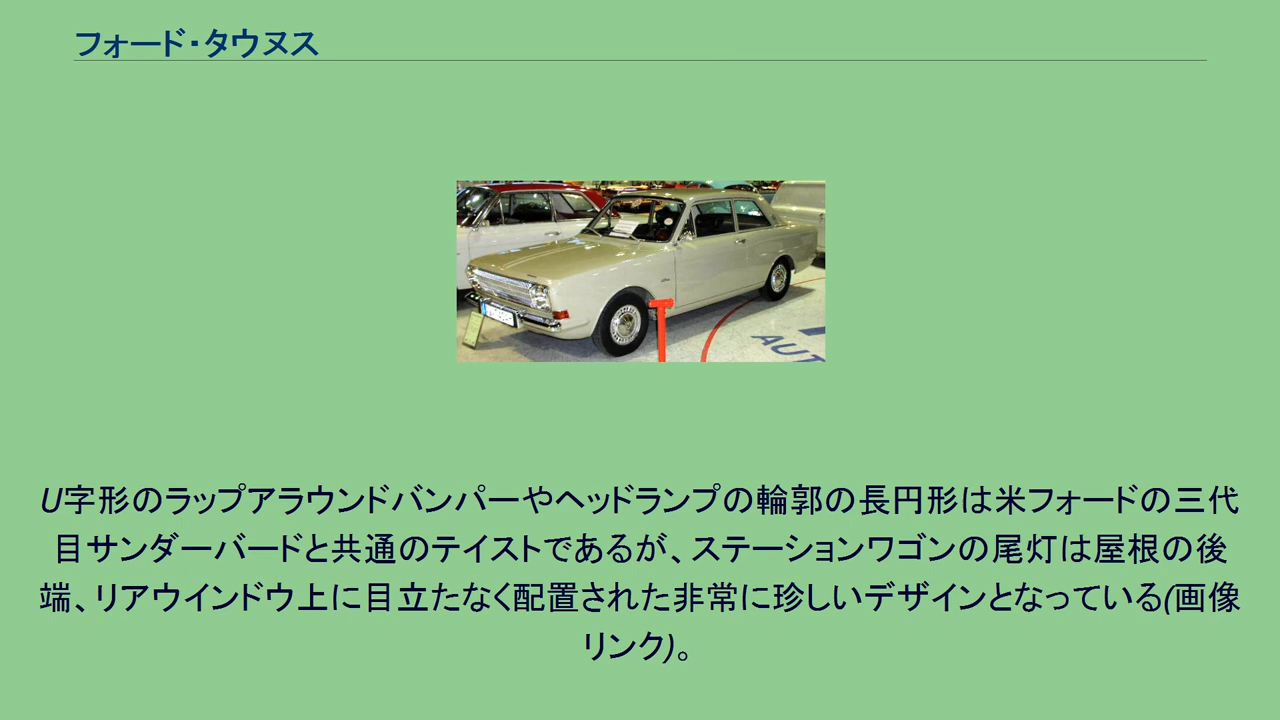 フォード・タウヌス
AUT
U字形のラップアラウンドバンパーやヘッドランプの輪郭の長円形は米フォードの三代
目サンダーバードと共通のテイストであるが、ステーションワゴンの尾灯は屋根の後
端、リアウインドウ上に目立たなく配置された非常に珍しいデザインとなっている(画像
リンク)。